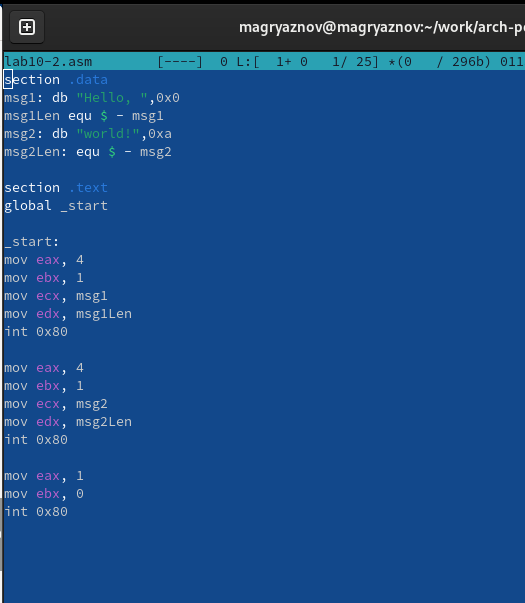 magryaznov@magryaznov:~/work/arch-p
lab10-2.asm [----] 0 L:[ 1+ 0 1/ 25] *(0 / 296b) 011
section .data
msg1: db "Hello, ",0x0
msg1Len equ $ - msg1
msg2: db "world!",0xa
msg2Len: equ $ - msg2
section .text
global _start
_start:
mov eax, 4
mov ebx, 1
mov ecx, msg1
mov edx, msg1Len
int 0x80
mov eax, 4
mov ebx, 1
mov ecx, msg2
mov edx, msg2Len
int 0x80
mov eax, 1
mov ebx, 0
int 0x80